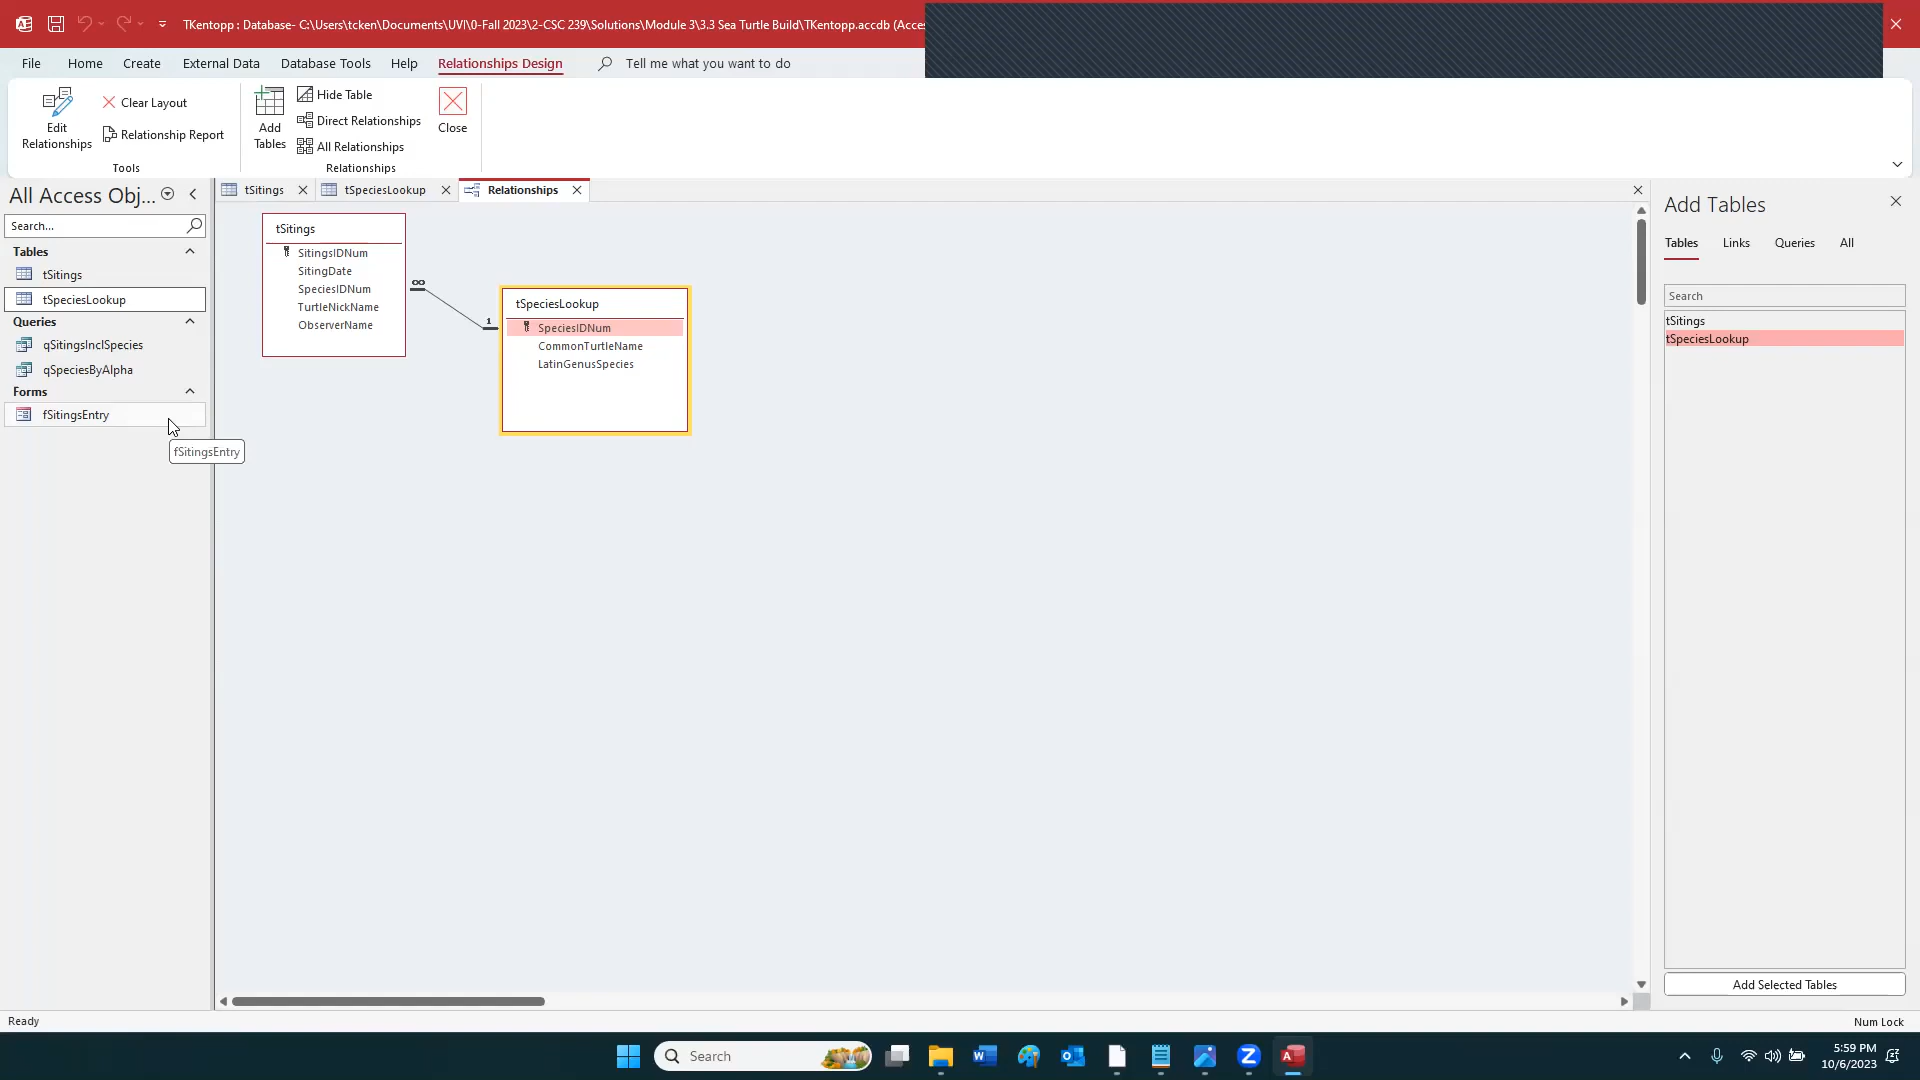 TKentopp : Database- C:\Users\tcken\Documents\UVI\0-Fall 2023\2-CSC 239\Solutions\Module 3\3.3 Sea Turtle Build\TKentopp.accdb (Acce
File Home Create External Data Database Tools Help Relationships Design Tell me what you want to do
Edit
Relationships
Clear Layout
Relationship Report
Tools
Add
Tables
Hide Table
Direct Relationships
All Relationships
Close
Relationships
All Access Obj...
Search...
Tables
tSitings
tSpeciesLookup
Queries
qSitingsInclSpecies
qSpeciesByAlpha
Forms
fSitingsEntry
fSitingsEntry
tSitings
tSpeciesLookup
Relationships
tSitings
SitingsIDNum
SitingDate
SpeciesIDNum
TurtleNickName
ObserverName
∞
1
tSpeciesLookup
SpeciesIDNum
CommonTurtleName
LatinGenusSpecies
Add Tables
Tables Links Queries All
Search
tSitings
tSpeciesLookup
Add Selected Tables
Ready
Num Lock
Search
5:59 PM
10/6/2023